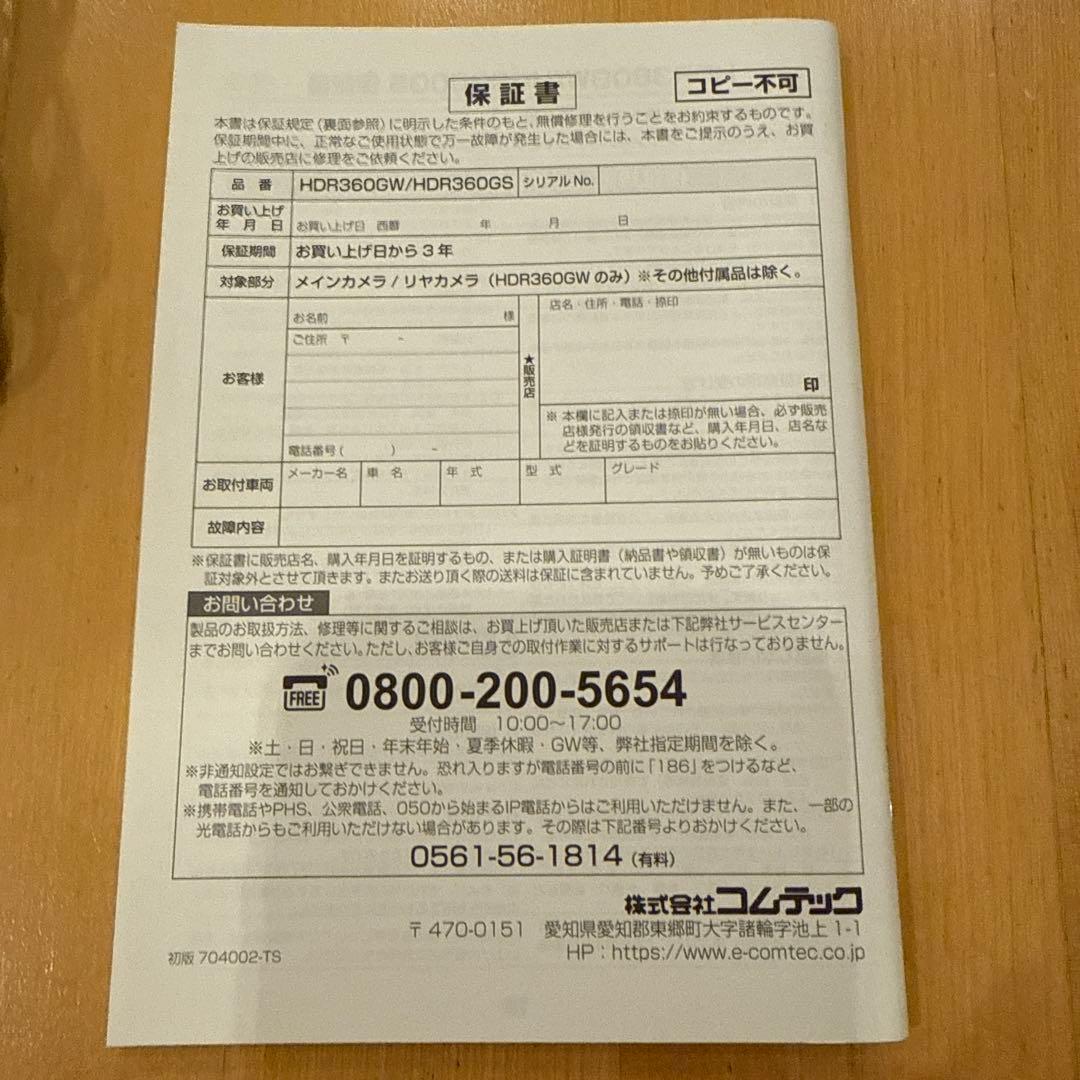 保証書
コピー不可
本書は保証規定(裏面参照)に明示した条件のもと、無償修理を行うことをお約束するものです。
保証期間中に、正常なご使用状態で万一故障が発生した場合には、本書をご提示のうえ、お買
上げの販売店に修理をご依頼ください。
品番 HDR360GW/HDR360GS シリアルNo.
お買い上げ
年 月 日 お買い上げ日 西暦 年 月 日
保証期間 お買い上げ日から3年
対象部分 メインカメラ/リヤカメラ(HDR360GWのみ)※その他付属品は除く。
お客様
お名前 様
ご住所 〒 -
電話番号( ) -
★販売店
店名・住所・電話・捺印
印
※本欄に記入または捺印が無い場合、必ず販売
店様発行の領収書など、購入年月日、店名な
どを証明するものをお貼りください。
お取付車両 メーカー名 車名 年式 型式 グレード
故障内容
※保証書に販売店名、購入年月日を証明するもの、または購入証明書(納品書や領収書)が無いものは保
証対象外とさせて頂きます。またお送り頂く際の送料は保証に含まれていません。予めご了承ください。
お問い合わせ
製品のお取扱方法、修理等に関するご相談は、お買上げ頂いた販売店または下記弊社サービスセンター
までお問い合わせください。ただし、お客様ご自身での取付作業に対するサポートは行なっておりません。
FREE 0800-200-5654
受付時間 10:00〜17:00
※土・日・祝日・年末年始・夏季休暇・GW等、弊社指定期間を除く。
※非通知設定ではお繋ぎできません。恐れ入りますが電話番号の前に「186」をつけるなど、
電話番号を通知しておかけください。
※携帯電話やPHS、公衆電話、050から始まるIP電話からはご利用いただけません。また、一部の
光電話からもご利用いただけない場合があります。その際は下記番号よりおかけください。
0561-56-1814(有料)
株式会社コムテック
〒470-0151 愛知県愛知郡東郷町大字諸輪字池上1-1
初版 704002-TS
HP:https://www.e-comtec.co.jp